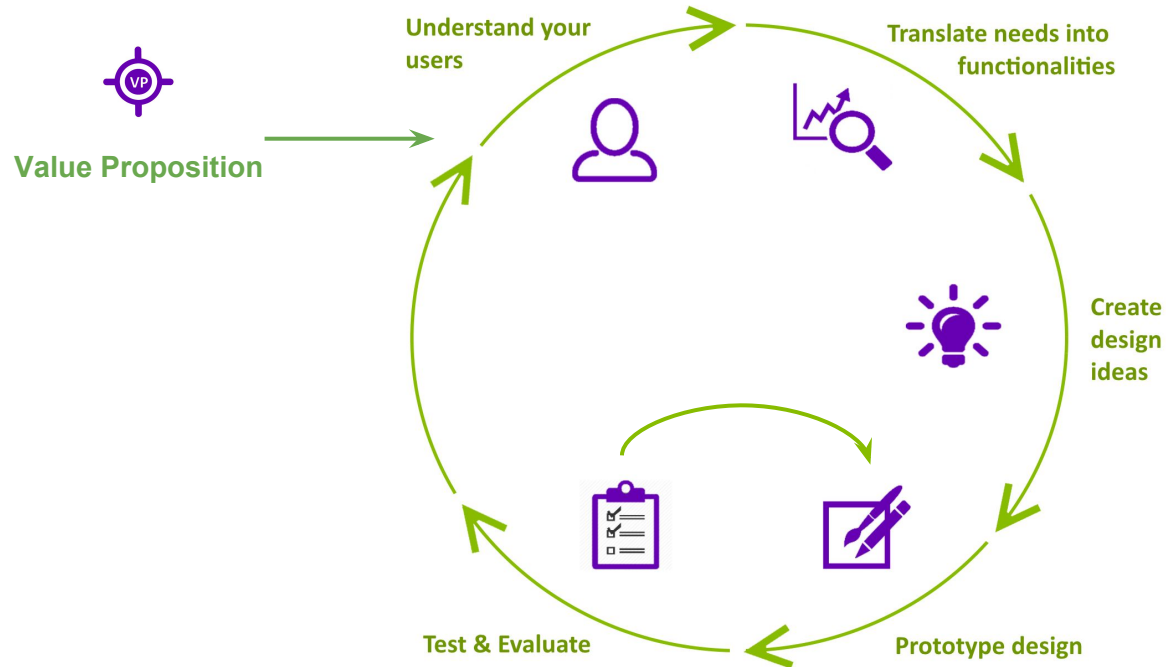 Understand your
users
Translate needs into
functionalities
VP
Value Proposition
Create
design
ideas
Test & Evaluate
Prototype design